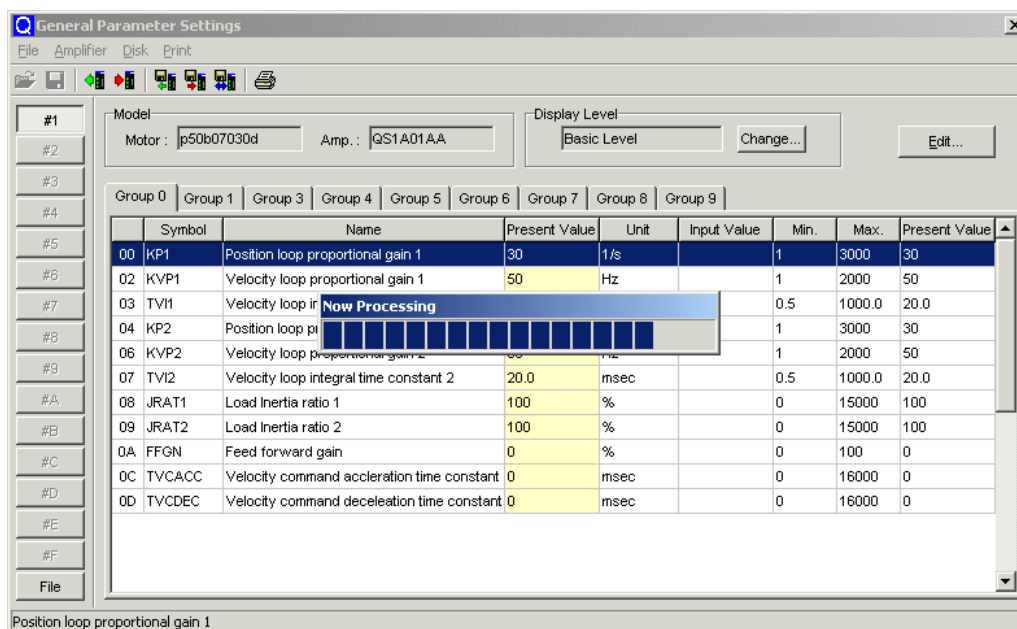 General Parameter Settings
File Amplifier Disk Print
#1
#2
#3
#4
#5
#6
#7
#8
#9
#A
#B
#C
#D
#E
#F
File
Model
Motor : p50b07030d Amp. : QS1A01AA
Display Level
Basic Level Change...
Edit...
Group 0 Group 1 Group 3 Group 4 Group 5 Group 6 Group 7 Group 8 Group 9
Symbol Name Present Value Unit Input Value Min. Max. Present Value
00 KP1 Position loop proportional gain 1 30 1/s 1 3000 30
02 KVP1 Velocity loop proportional gain 1 50 Hz 1 2000 50
03 TVI1 Velocity loop 0.5 1000.0 20.0
Now Processing
04 KP2 Position loop 1 3000 30
06 KVP2 Velocity loop proportional gain 2 1 2000 50
07 TVI2 Velocity loop integral time constant 2 20.0 msec 0.5 1000.0 20.0
08 JRAT1 Load Inertia ratio 1 100 % 0 15000 100
09 JRAT2 Load Inertia ratio 2 100 % 0 15000 100
0A FFGN Feed forward gain 0 % 0 100 0
0C TVCACC Velocity command accleration time constant 0 msec 0 16000 0
0D TVCDEC Velocity command deceleation time constant 0 msec 0 16000 0
Position loop proportional gain 1